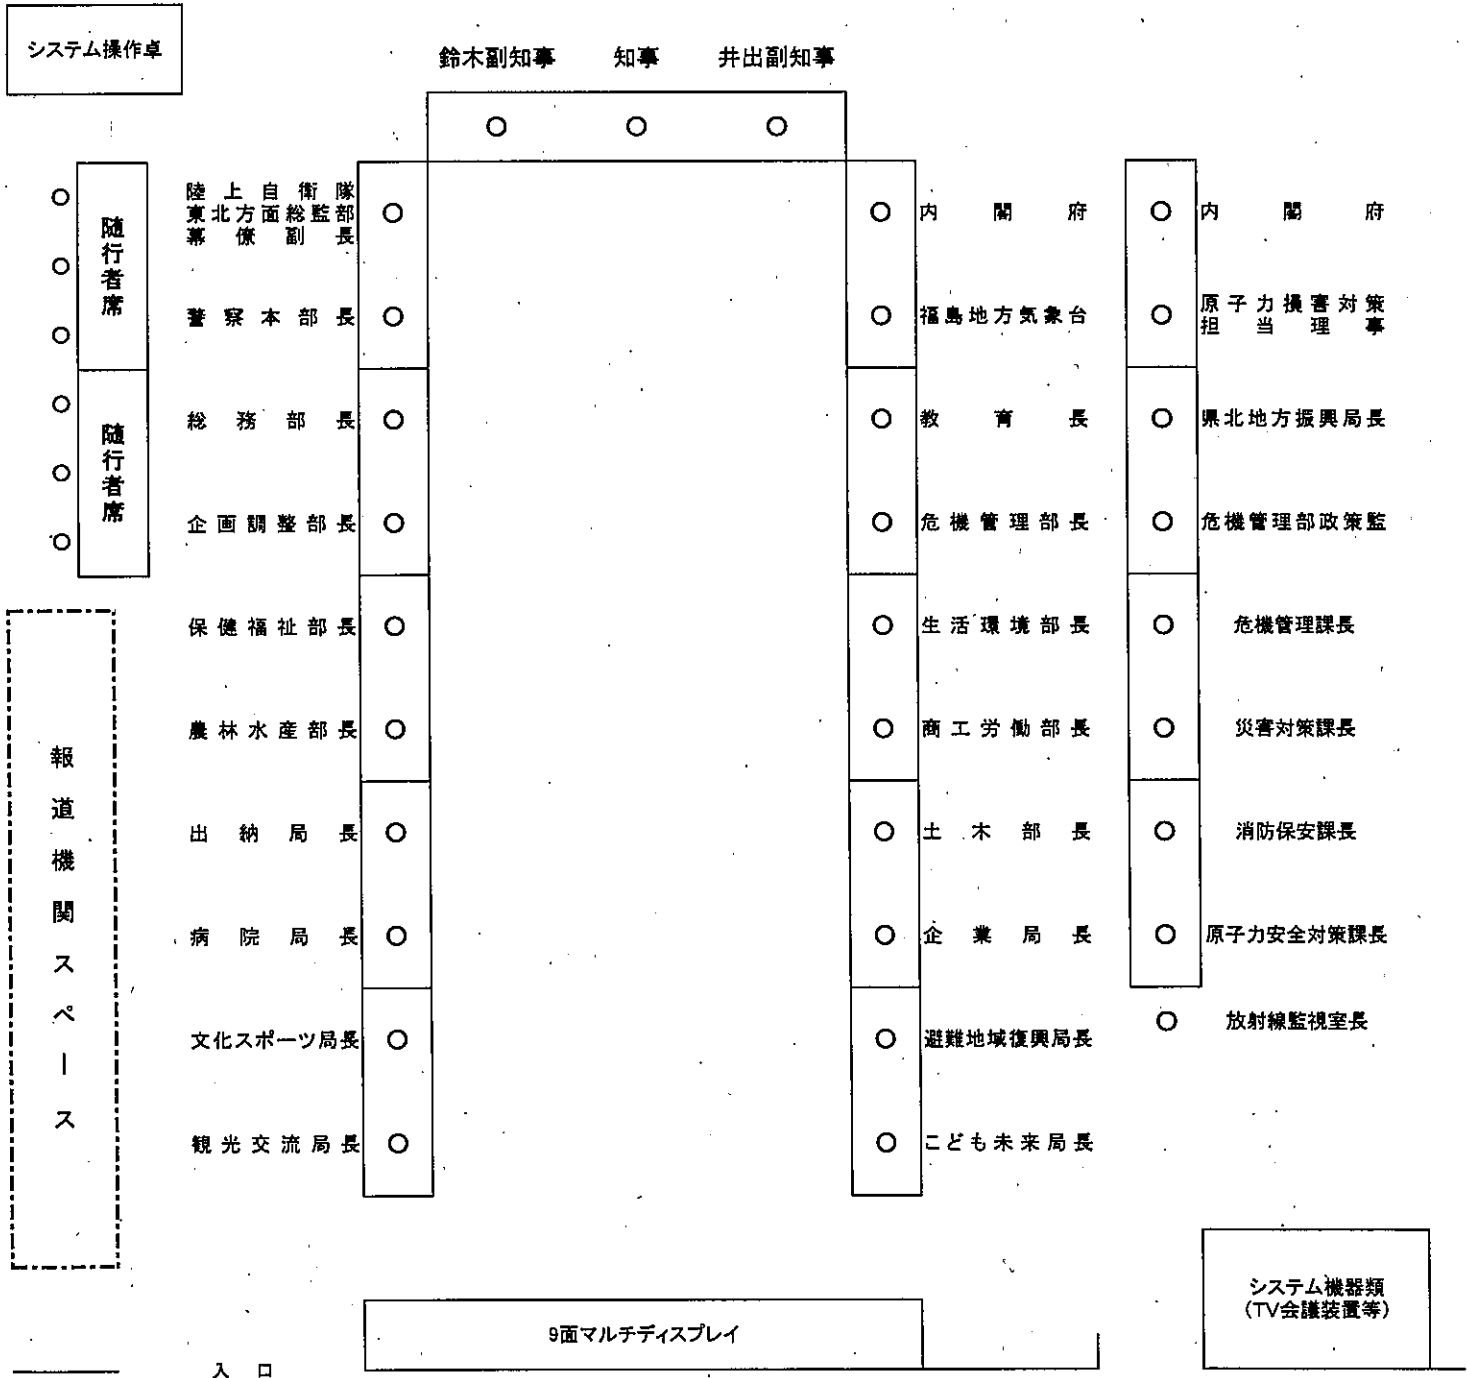 システム操作卓
鈴木副知事 知事 井出副知事
随行者席
随行者席
報道機関スペース
陸上自衛隊
東北方面総監部
幕僚副長
警察本部長
総務部長
企画調整部長
保健福祉部長
農林水産部長
出納局長
病院局長
文化スポーツ局長
観光交流局長
内閣府
福島地方気象台
教育長
危機管理部長
生活環境部長
商工労働部長
土木部長
企業局長
避難地域復興局長
こども未来局長
内閣府
原子力損害対策
担当理事
県北地方振興局長
危機管理部政策監
危機管理課長
災害対策課長
消防保安課長
原子力安全対策課長
放射線監視室長
システム機器類
(TV会議装置等)
9面マルチディスプレイ
入口